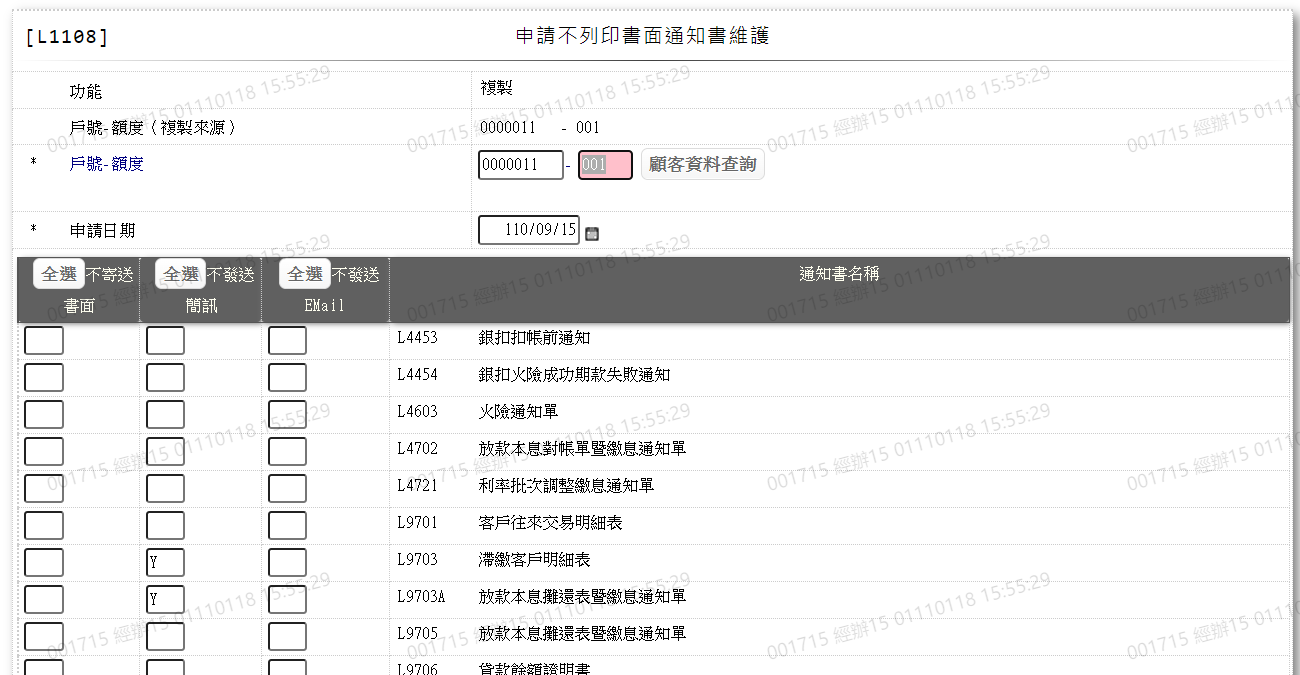 [L1108] 申請不列印書面通知書維護
功能 複製
戶號-額度(複製來源) 0000011 - 001
* 戶號-額度 0000011 - 001 顧客資料查詢
* 申請日期 110/09/15
全選 不寄送 全選 不發送 全選 不發送 通知書名稱
書面 簡訊 EMail
L4453 銀扣扣帳前通知
L4454 銀扣火險成功期款失敗通知
L4603 火險通知單
L4702 放款本息對帳單暨繳息通知單
L4721 利率批次調整繳息通知單
L9701 客戶往來交易明細表
Y L9703 滯繳客戶明細表
Y L9703A 放款本息攤還表暨繳息通知單
L9705 放款本息攤還表暨繳息通知單
L9706 貸款餘額證明書
001715 經辦15 01110118 15:55:29